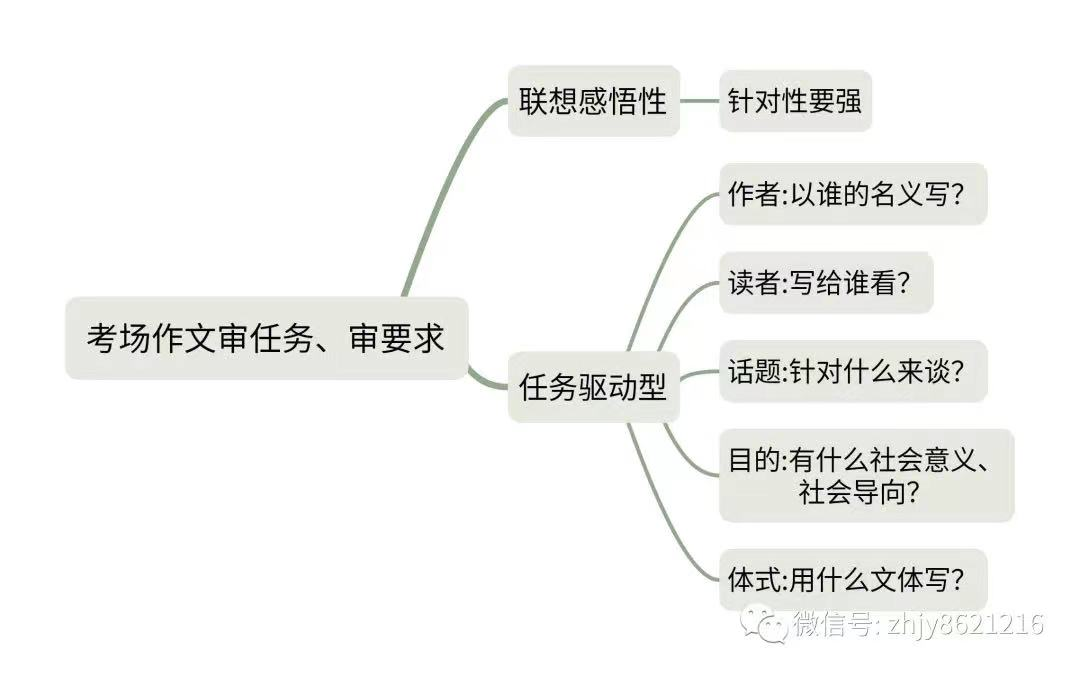 联想感悟性
针对性要强
作者:以谁的名义写?
读者:写给谁看?
考场作文审任务、审要求
任务驱动型
话题:针对什么来谈?
目的:有什么社会意义、
社会导向?
体式:用什么文体写?
微信号: zhjy8621216